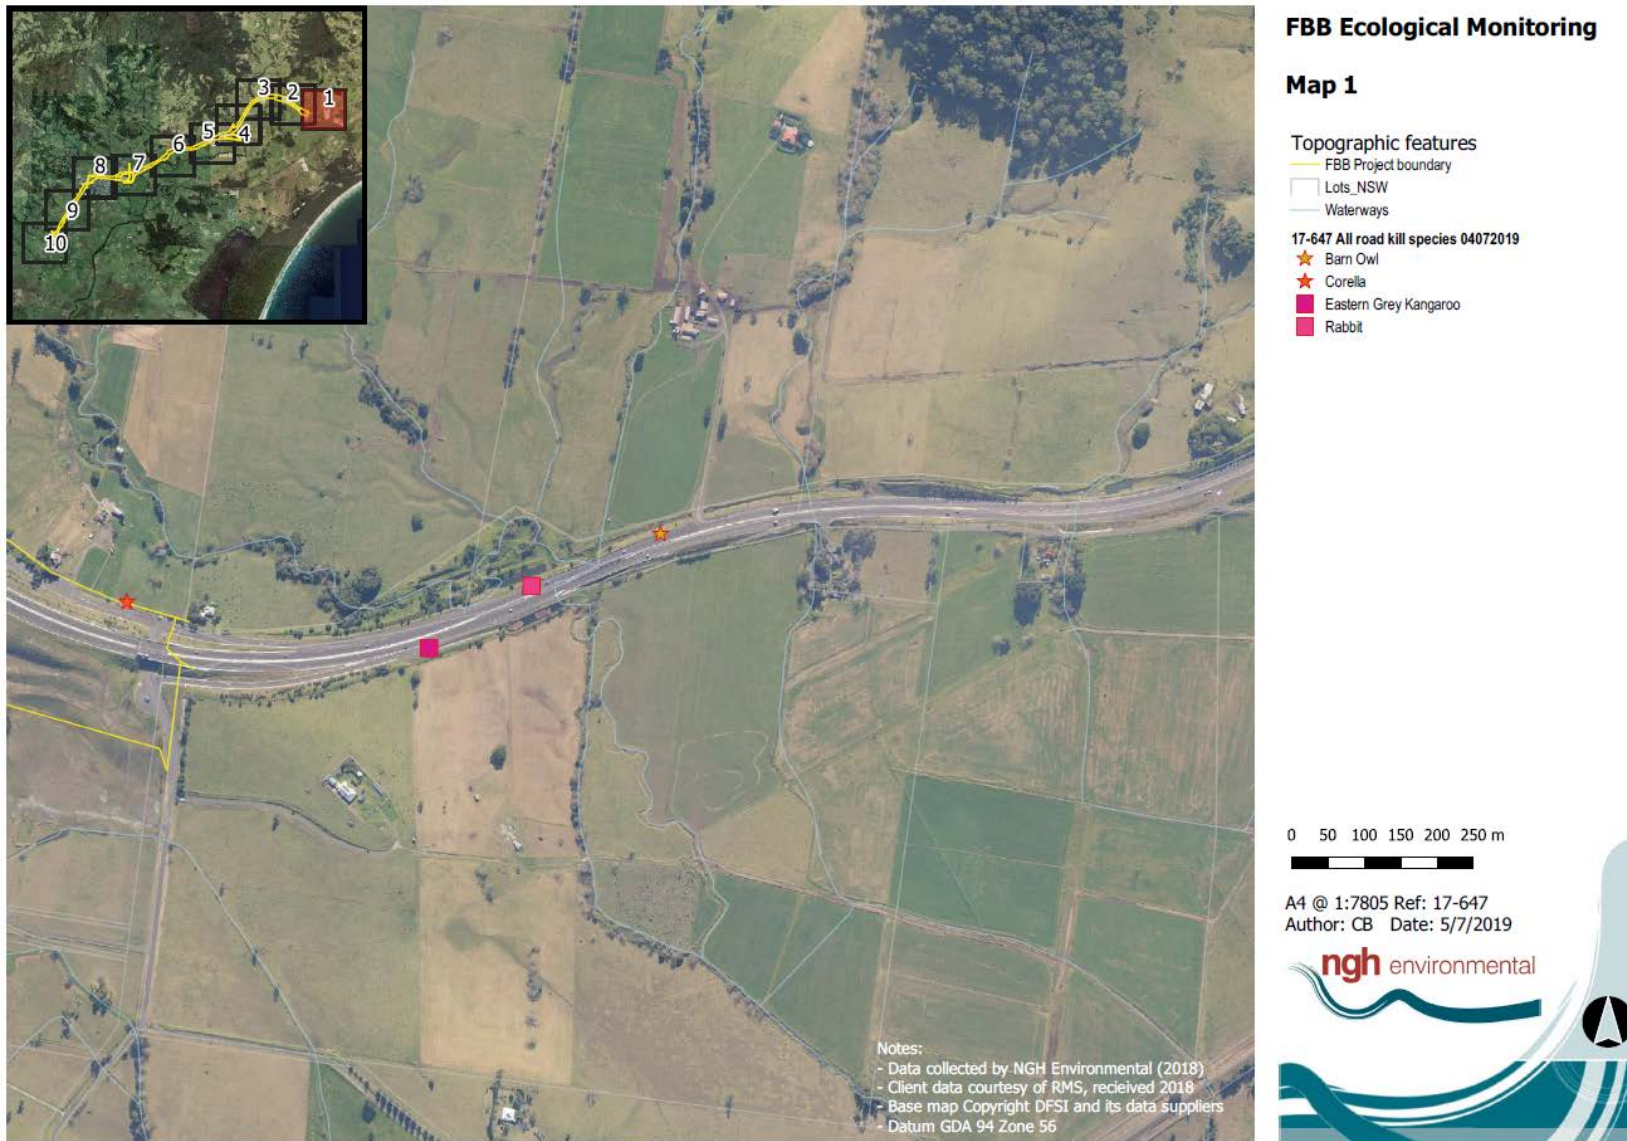 FBB Ecological Monitoring
Map 1
Topographic features
FBB Project boundary
Lots_NSW
Waterways
17-647 All road kill species 04072019
Barn Owl
Corella
Eastern Grey Kangaroo
Rabbit
1
2
3
4
5
6
7
8
9
10
0 50 100 150 200 250 m
A4 @ 1:7805 Ref: 17-647
Author: CB Date: 5/7/2019
ngh environmental
Notes:
- Data collected by NGH Environmental (2018)
- Client data courtesy of RMS, recieived 2018
- Base map Copyright DFSI and its data suppliers
- Datum GDA 94 Zone 56